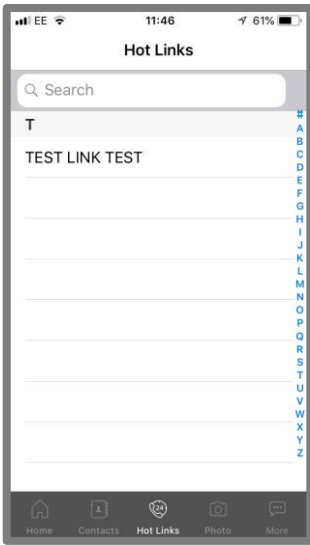 EE 11:46 61%
Hot Links
Search
T
TEST LINK TEST
#
A
B
C
D
E
F
G
H
I
J
K
L
M
N
O
P
Q
R
S
T
U
V
W
X
Y
Z
24
Home Contacts Hot Links Photo More